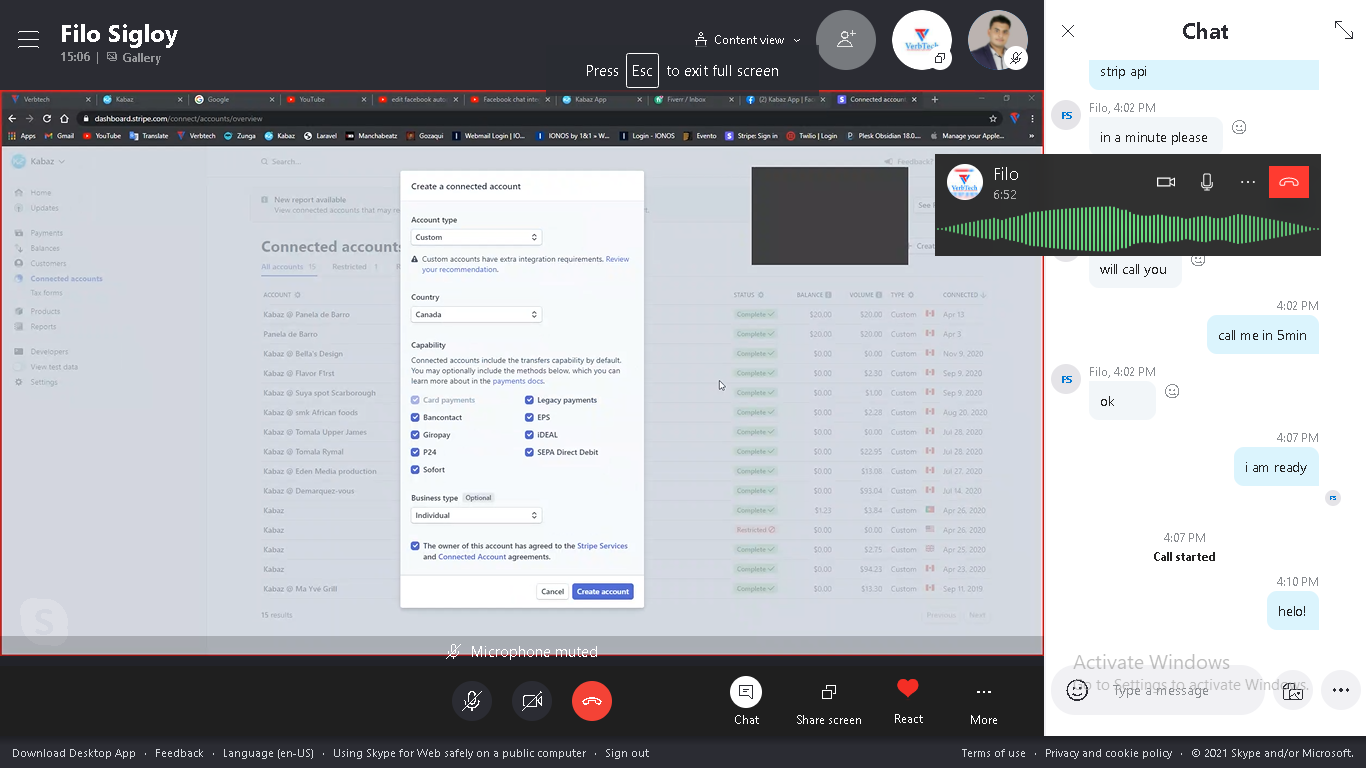 Filo Sigloy
15:06 | Gallery
Content view
Press Esc to exit full screen
VerbTech
Verbtech
Kabaz
Google
YouTube
edit facebook auto
Facebook chat inte
Kabaz App
Fiverr / Inbox
(2) Kabaz App | Fac
Connected account
dashboard.stripe.com/connect/accounts/overview
Apps
Gmail
YouTube
Translate
Verbtech
Zunga
Kabaz
Laravel
Manchabeatz
Gozaqui
Webmail Login | IO...
IONOS by 1&1 » W...
Login - IONOS
Evento
Stripe: Sign in
Twilio | Login
Plesk Obsidian 18.0....
Manage your Apple...
Kabaz
Search...
Feedback?
Home
Updates
Payments
Balances
Customers
Connected accounts
Tax forms
Products
Reports
Developers
View test data
Settings
New report available
View connected accounts that may re
Connected accounts
All accounts 15
Restricted 1
ACCOUNT STATUS BALANCE VOLUME TYPE CONNECTED
Kabaz @ Panela de Barro Complete $20.00 $20.00 Custom Apr 13,
Panela de Barro Complete $20.00 $20.00 Custom Apr 3
Kabaz @ Bella's Design Complete $0.00 $0.00 Custom Nov 9, 2020
Kabaz @ Flavor F1rst Complete $0.00 $2.30 Custom Sep 9, 2020
Kabaz @ Suya spot Scarborough Complete $0.00 $1.00 Custom Sep 9, 2020
Kabaz @ smk African foods Complete $0.00 $2.28 Custom Aug 20, 2020
Kabaz @ Tomala Upper James Complete $0.00 $0.00 Custom Jul 28, 2020
Kabaz @ Tomala Rymal Complete $0.00 $22.95 Custom Jul 28, 2020
Kabaz @ Eden Media production Complete $0.00 $13.08 Custom Jul 27, 2020
Kabaz @ Demarquez-vous Complete $0.00 $93.04 Custom Jul 14, 2020
Kabaz Complete $1.23 $3.84 Custom Apr 26, 2020
Kabaz Restricted $0.00 $0.00 Custom Apr 26, 2020
Kabaz Complete $0.00 $2.75 Custom Apr 25, 2020
Kabaz Complete $0.00 $94.23 Custom Apr 23, 2020
Kabaz @ Ma Yve Grill Complete $0.00 $13.30 Custom Sep 11, 2019
15 results
Previous Next
Create a connected account
Account type
Custom
Custom accounts have extra integration requirements. Review
your recommendation.
Country
Canada
Capability
Connected accounts include the transfers capability by default.
You may optionally include the methods below, which you can
learn more about in the payments docs.
Card payments Legacy payments
Bancontact EPS
Giropay iDEAL
P24 SEPA Direct Debit
Sofort
Business type Optional
Individual
The owner of this account has agreed to the Stripe Services
and Connected Account agreements.
Cancel Create account
Microphone muted
Chat
Share screen
React
More
Chat
strip api
FS
Filo, 4:02 PM
in a minute please
VerbTech
Filo
6:52
will call you
4:02 PM
call me in 5min
FS
Filo, 4:02 PM
ok
4:07 PM
i am ready
FS
4:07 PM
Call started
4:10 PM
helo!
Activate Windows
Go to Settings to activate Windows.
Type a message
Download Desktop App · Feedback · Language (en-US) · Using Skype for Web safely on a public computer · Sign out
Terms of use · Privacy and cookie policy · © 2021 Skype and/or Microsoft.